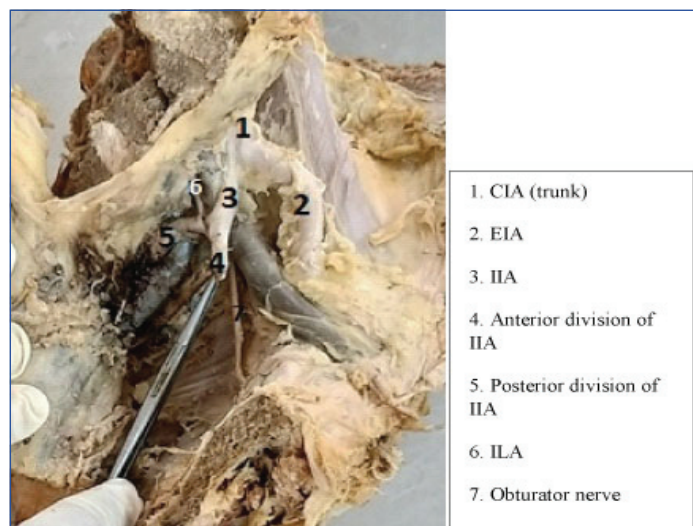 1
6
3
2
5
4
7
1. CIA (trunk)
2. EIA
3. IIA
4. Anterior division of
IIA
5. Posterior division of
IIA
6. ILA
7. Obturator nerve